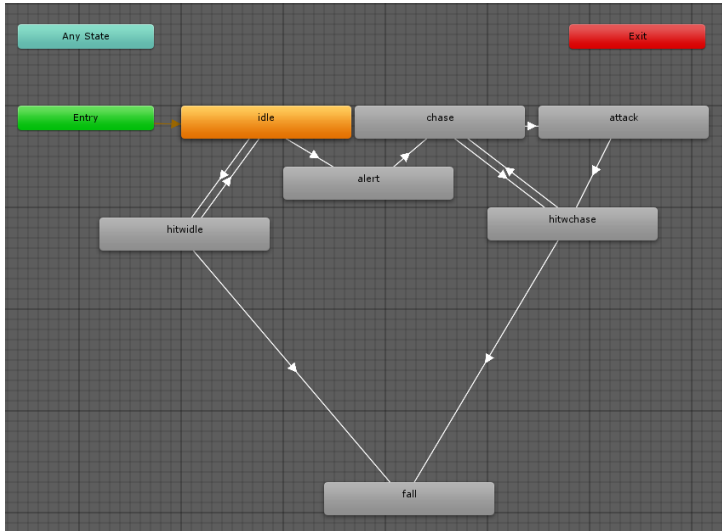 Any State
Exit
Entry
idle
chase
attack
alert
hitwidle
hitwchase
fall